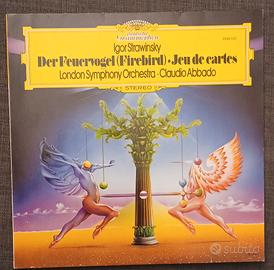 Deutsche
Grammophon
Igor Strawinsky
Der Feuervogel (Firebird) · Jeu de cartes
London Symphony Orchestra · Claudio Abbado
STEREO
Subito